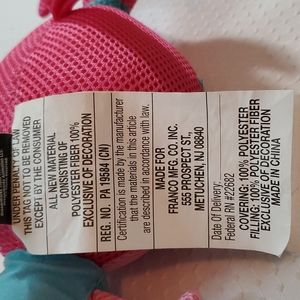 UNDER PENALTY OF LAW
THIS TAG NOT TO BE REMOVED
EXCEPT BY THE CONSUMER
ALL NEW MATERIAL
CONSISTING OF
POLYESTER FIBER 100%
EXCLUSIVE OF DECORATION
REG. NO. PA 15584 (CN)
Certification is made by the manufacturer
that the materials in this article
are described in accordance with law.
MADE FOR
FRANCO MFG. CO. INC.
555 PROSPECT ST.,
METUCHEN, NJ 08840
Date Of Delivery:
Federal RN #22682
COVERING: 100% POLYESTER
FILLING: 100% POLYESTER FIBER
EXCLUSIVE OF DECORATION
MADE IN CHINA